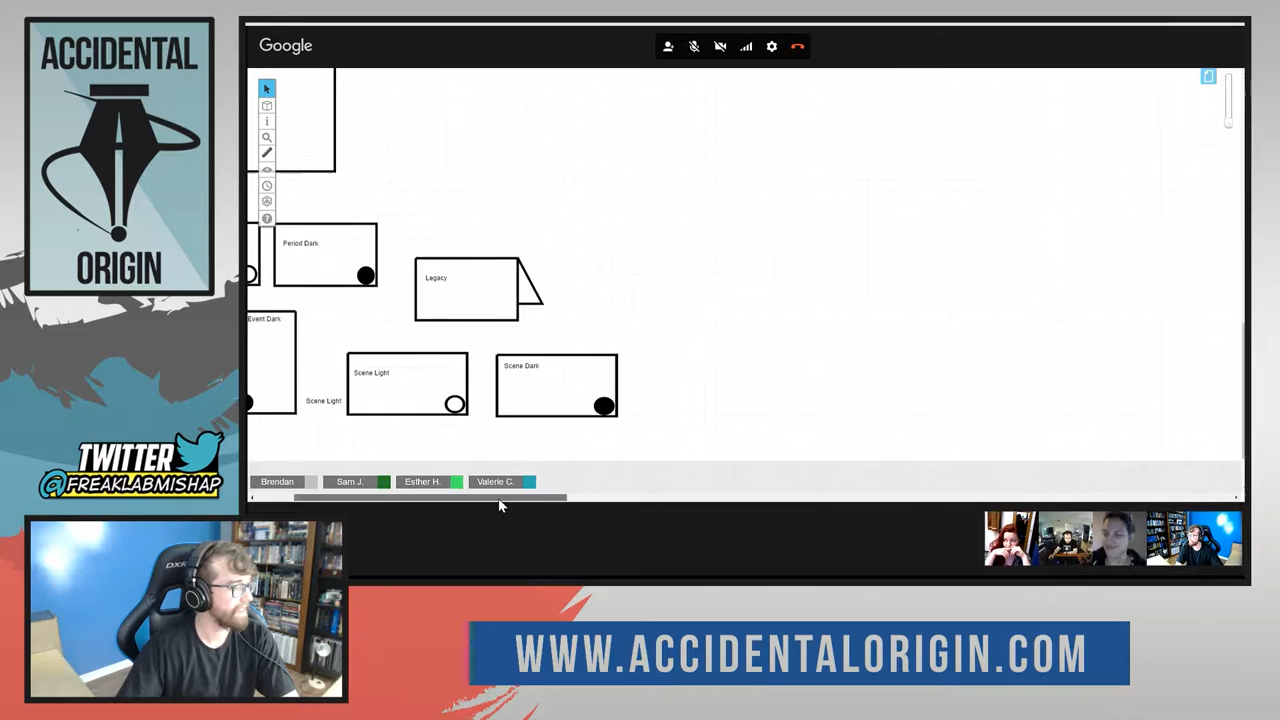 ACCIDENTAL
ORIGIN
Google
Period Dark
Legacy
Event Dark
Scene Light
Scene Light
Scene Dark
Brendan
Sam J.
Esther H.
Valerie C.
TWITTER
@FREAKLABMISHAP
DXR
WWW.ACCIDENTALORIGIN.COM